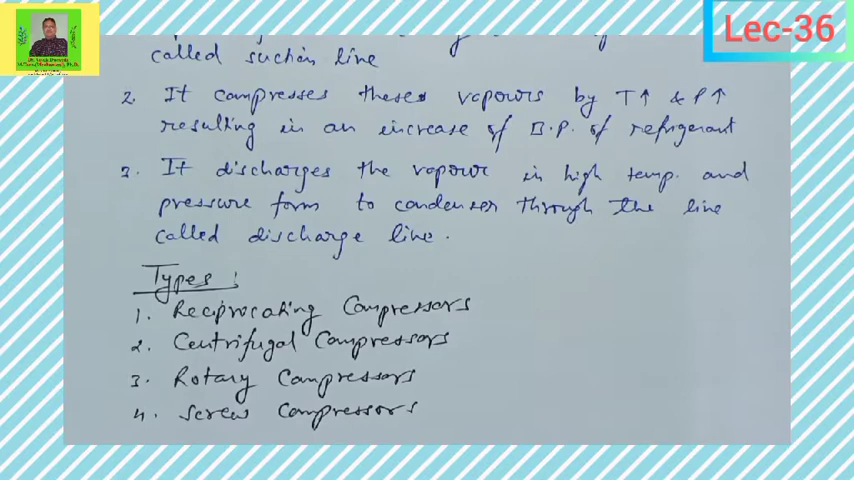 Lec-36
called suction line
2. It compresses theses vapours by T↑ & P↑
resulting in an increase of B.P. of refrigerant
3. It discharges the vapour in high temp. and
pressure form to condenser through the line
called discharge line.
Types:
1. Reciprocating Compressors
2. Centrifugal Compressors
3. Rotary Compressors
4. Screw Compressors